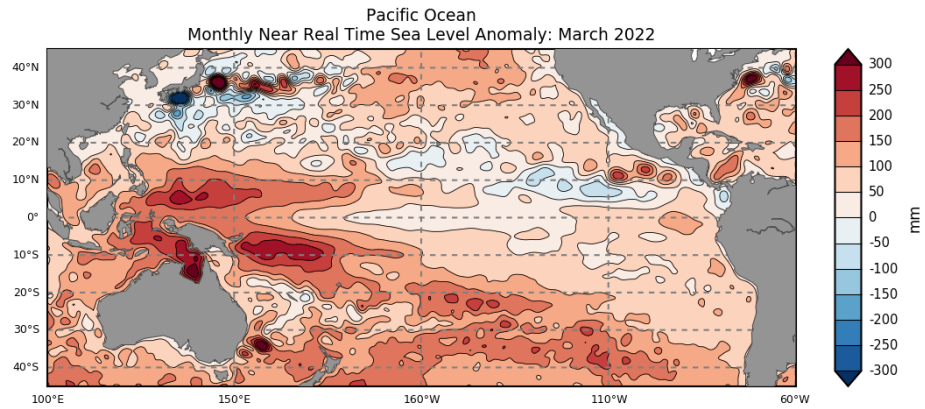 Pacific Ocean
Monthly Near Real Time Sea Level Anomaly: March 2022
40°N
30°N
20°N
10°N
0°
10°S
20°S
30°S
40°S
100°E
150°E
160°W
110°W
60°W
300
250
200
150
100
50
0
-50
-100
-150
-200
-250
-300
mm